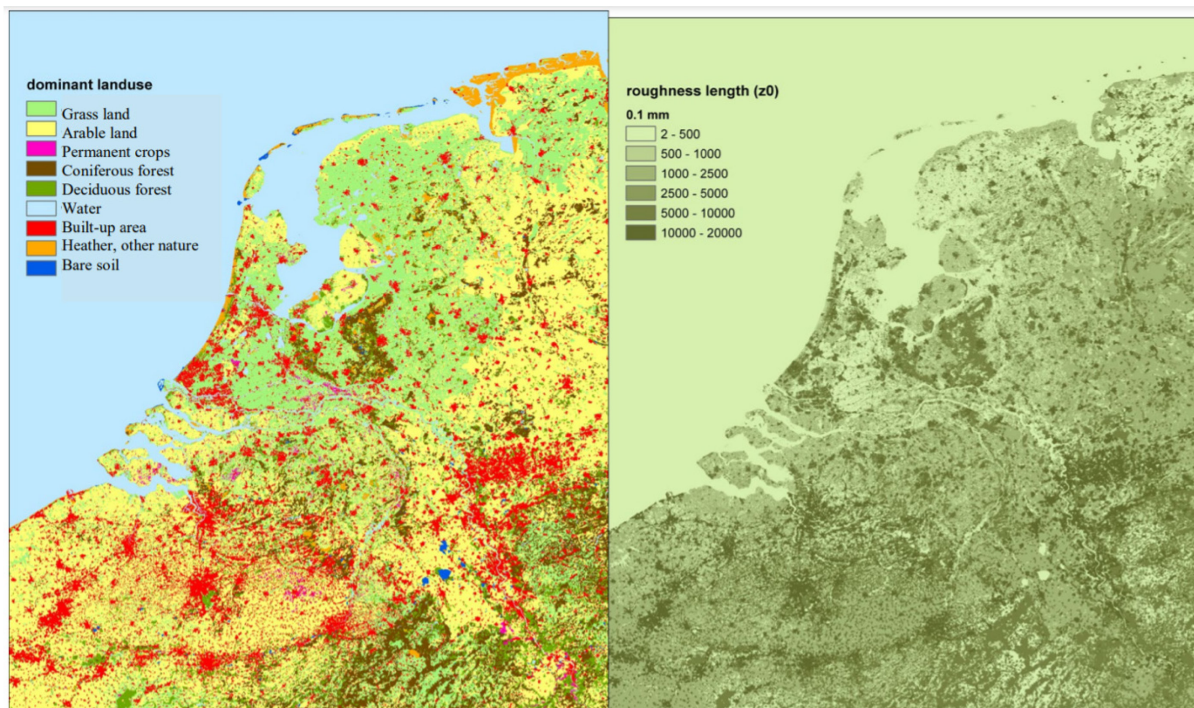 dominant landuse
Grass land
Arable land
Permanent crops
Coniferous forest
Deciduous forest
Water
Built-up area
Heather, other nature
Bare soil
roughness length (z0)
0.1 mm
2 - 500
500 - 1000
1000 - 2500
2500 - 5000
5000 - 10000
10000 - 20000